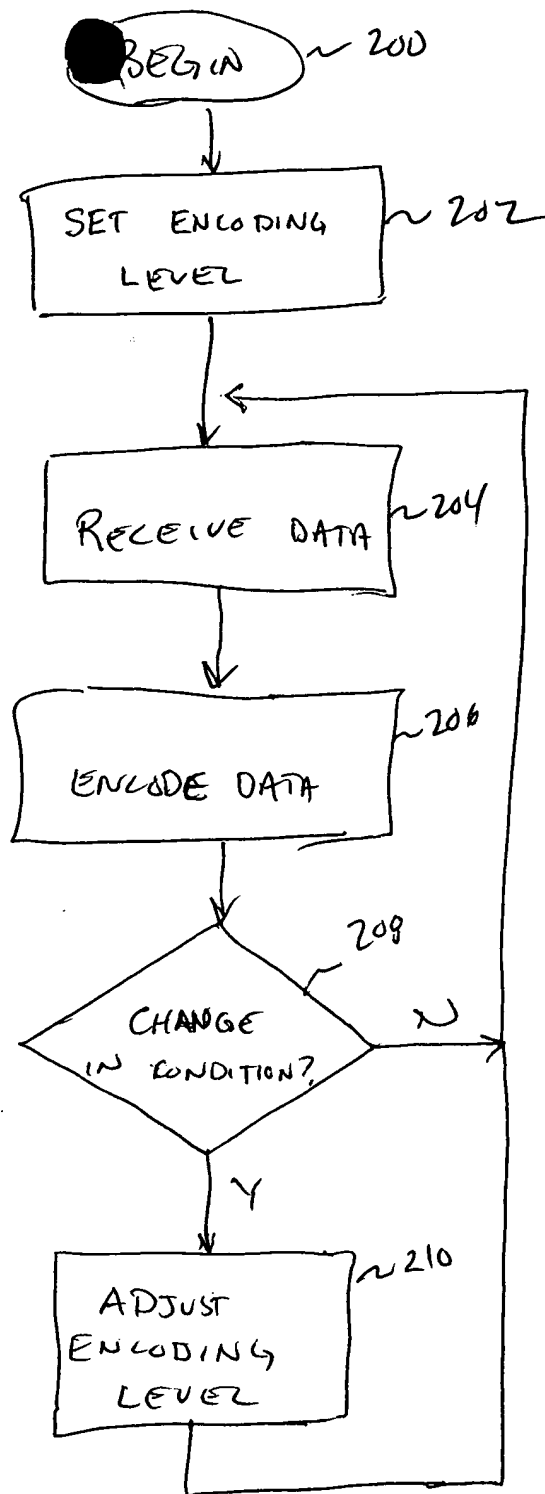 BEGIN ~ 200
SET ENCODING
LEVEL
~ 202
RECEIVE DATA
~ 204
ENCODE DATA
~ 206
CHANGE
IN CONDITION?
208
N
Y
ADJUST
ENCODING
LEVEL
~ 210